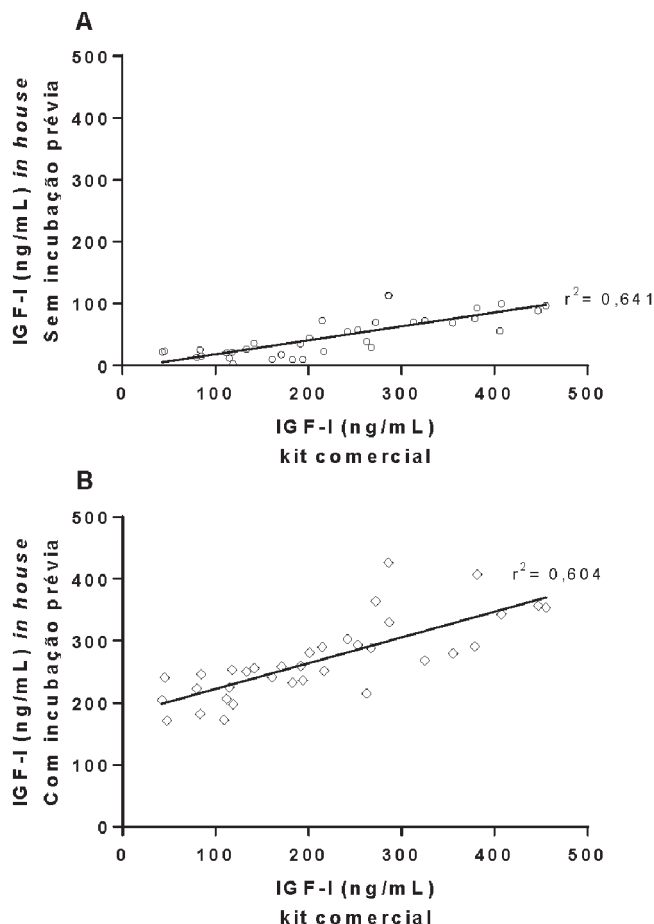 A
IGF-I (ng/mL) in house
Sem incubação prévia
500
400
300
200
100
0
r² = 0,641
0 100 200 300 400 500
IGF-I (ng/mL)
kit comercial
B
IGF-I (ng/mL) in house
Com incubação prévia
500
400
300
200
100
0
r² = 0,604
0 100 200 300 400 500
IGF-I (ng/mL)
kit comercial